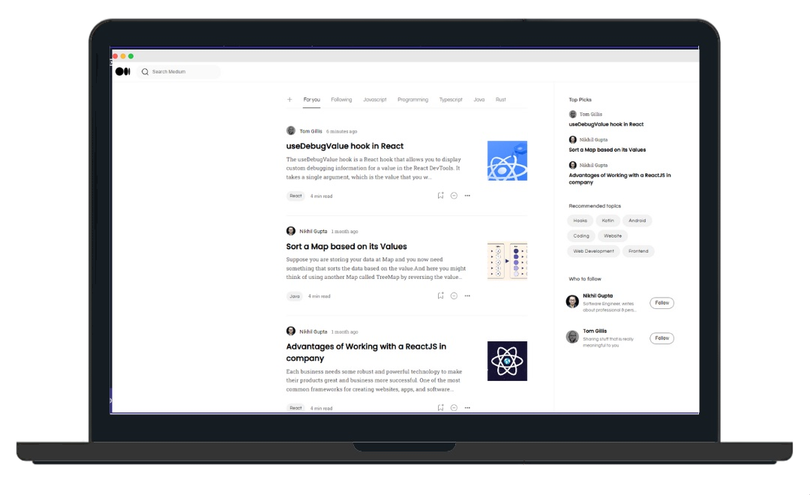 Search Medium
+ For you Following Javascript Programming Typescript Java Rust
Tom Gillis 5 minutes ago
useDebugValue hook in React
The useDebugValue hook is a React hook that allows you to display
custom debugging information for a value in the React DevTools. It
takes a single argument, which is the value that you w...
React 4 min read
Nikhil Gupta 1 month ago
Sort a Map based on its Values
Suppose you are storing your data at Map and you now need
something that sorts the data based on the value.And here you might
think of using another Map called TreeMap by reversing the value...
Java 4 min read
Nikhil Gupta 1 month ago
Advantages of Working with a ReactJS in
company
Each business needs some robust and powerful technology to make
their products great and business more successful. One of the most
common frameworks for creating websites, apps, and software...
React 4 min read
Top Picks
Tom Gillis
useDebugValue hook in React
Nikhil Gupta
Sort a Map based on its Values
Nikhil Gupta
Advantages of Working with a ReactJS in
company
Recommended topics
Hooks Kotlin Android
Coding Website
Web Development Frontend
Who to follow
Nikhil Gupta
Software Engineer, writes
about professional &
Follow
Tom Gillis
Sharing stuff that is really
meaningful to you
Follow